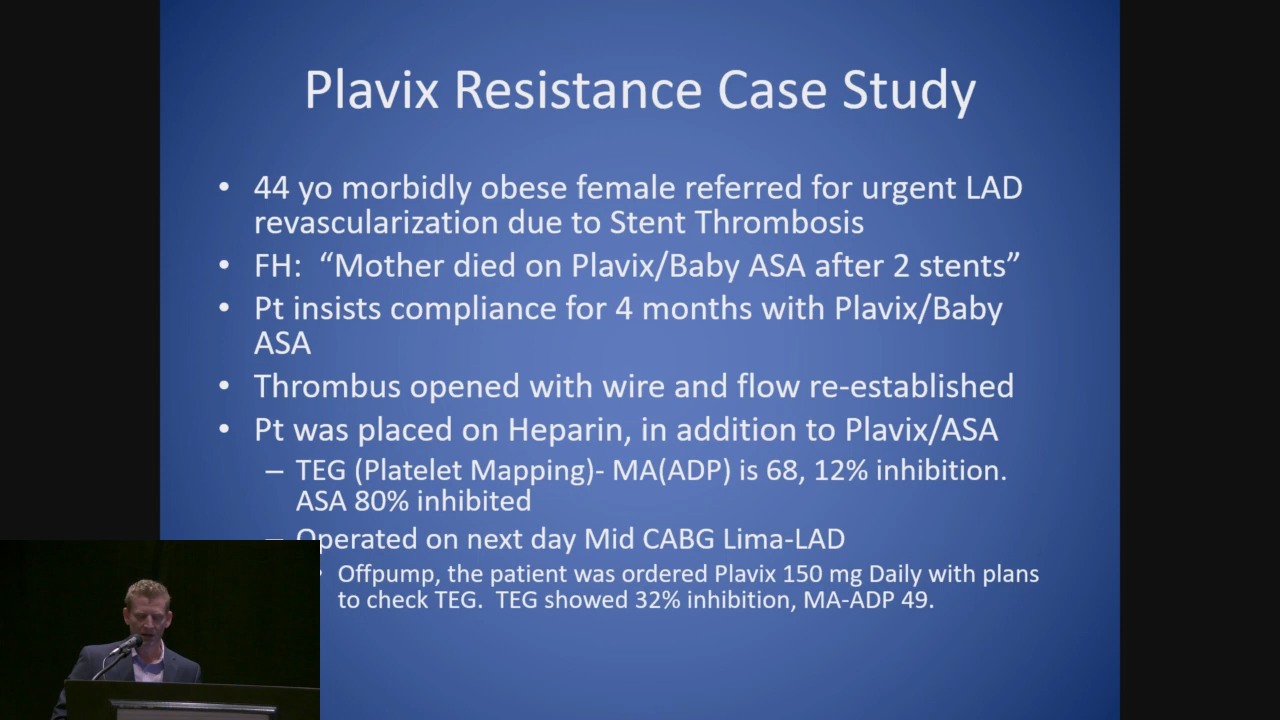 Plavix Resistance Case Study
• 44 yo morbidly obese female referred for urgent LAD
revascularization due to Stent Thrombosis
• FH: “Mother died on Plavix/Baby ASA after 2 stents”
• Pt insists compliance for 4 months with Plavix/Baby
ASA
• Thrombus opened with wire and flow re-established
• Pt was placed on Heparin, in addition to Plavix/ASA
– TEG (Platelet Mapping)- MA(ADP) is 68, 12% inhibition.
ASA 80% inhibited
– Operated on next day Mid CABG Lima-LAD
• Offpump, the patient was ordered Plavix 150 mg Daily with plans
to check TEG. TEG showed 32% inhibition, MA-ADP 49.